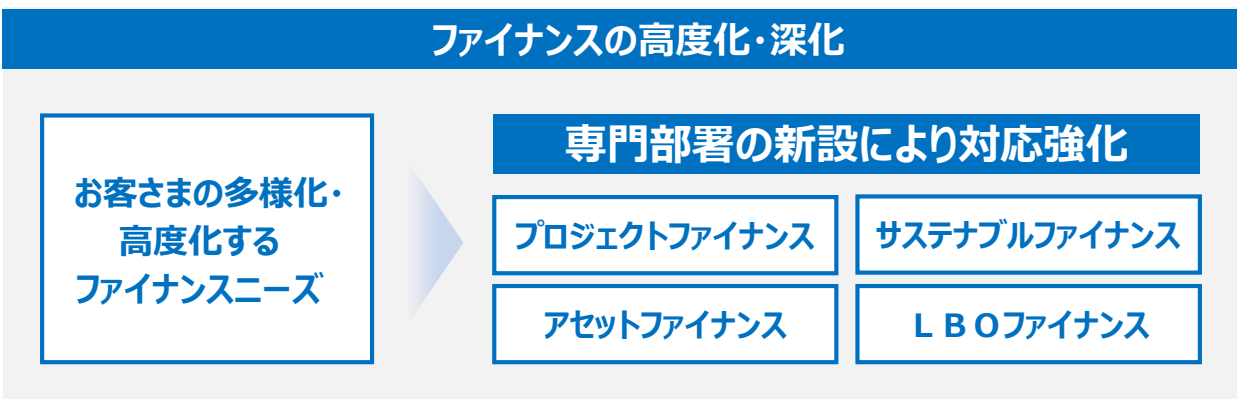 ファイナンスの高度化・深化
お客さまの多様化・
高度化する
ファイナンスニーズ
専門部署の新設により対応強化
プロジェクトファイナンス
サステナブルファイナンス
アセットファイナンス
ＬＢＯファイナンス